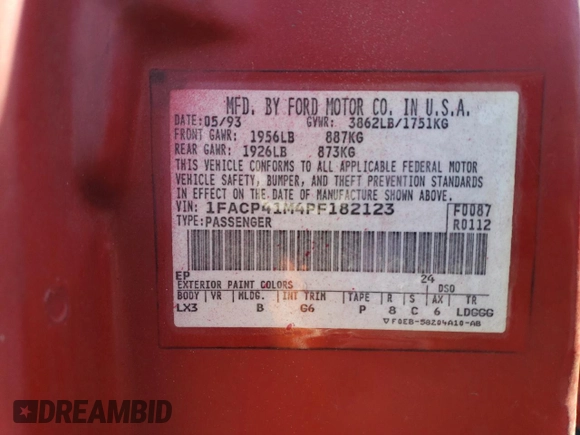 MFD. BY FORD MOTOR CO. IN U.S.A.
DATE: 05/93 GVWR: 3862LB/1751KG
FRONT GAWR: 1956LB 887KG
REAR GAWR: 1926LB 873KG
THIS VEHICLE CONFORMS TO ALL APPLICABLE FEDERAL MOTOR
VEHICLE SAFETY, BUMPER, AND THEFT PREVENTION STANDARDS
IN EFFECT ON THE DATE OF MANUFACTURE SHOWN ABOVE.
VIN: 1FACP41M4PF182123 F0087
TYPE: PASSENGER R0112
EP 24
EXTERIOR PAINT COLORS DSO
BODY VR MLDG. INT TRIM TAPE R S AX TR
LX3 B G6 P 8 C 6 LDGGG
▽F0EB-58204A10-AB
DREAMBID